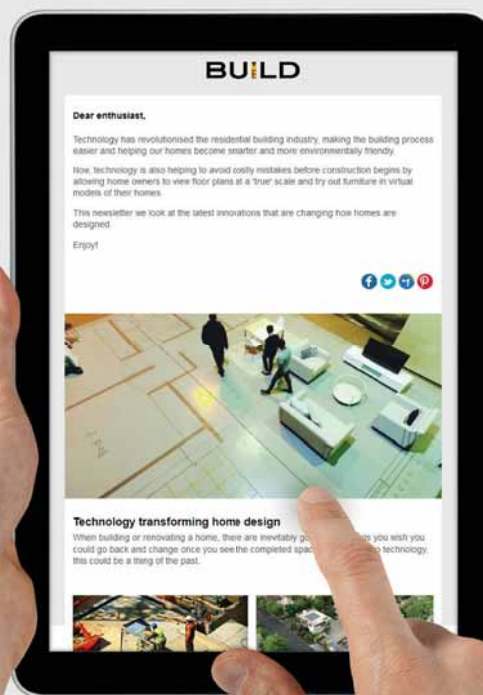 BUILD
Dear enthusiast,
Technology has revolutionised the residential building industry, making the building process
easier and helping our homes become smarter and more environmentally friendly.
Now, technology is also helping to avoid costly mistakes before construction begins by
allowing home owners to view floor plans at a 'true' scale and try out furniture in virtual
models of their homes.
This newsletter we look at the latest innovations that are changing how homes are
designed.
Enjoy!
Technology transforming home design
When building or renovating a home, there are inevitably you wish you
could go back and change once you see the completed technology,
this could be a thing of the past.